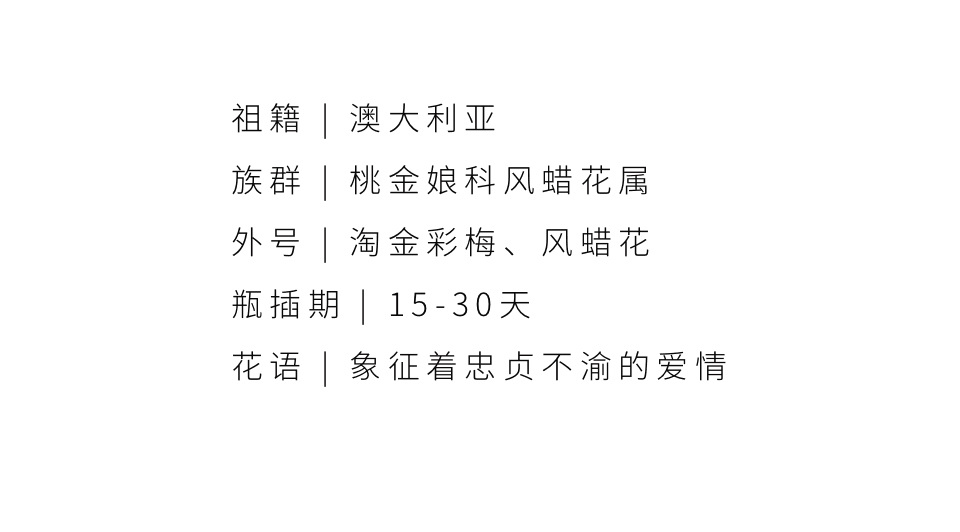 祖籍 | 澳大利亚
族群 | 桃金娘科风蜡花属
外号 | 淘金彩梅、风蜡花
瓶插期 | 15-30天
花语 | 象征着忠贞不渝的爱情